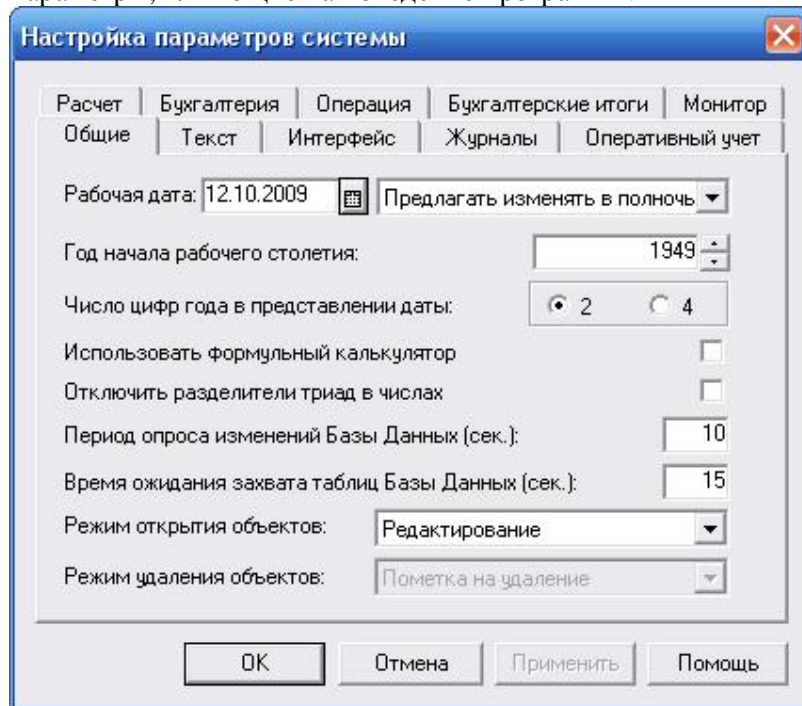 Настройка параметров системы
Расчет Бухгалтерия Операция Бухгалтерские итоги Монитор
Общие Текст Интерфейс Журналы Оперативный учет
Рабочая дата: 12.10.2009 Предлагать изменять в полночь
Год начала рабочего столетия: 1949
Число цифр года в представлении даты: 2 4
Использовать формульный калькулятор
Отключить разделители триад в числах
Период опроса изменений Базы Данных (сек.): 10
Время ожидания захвата таблиц Базы Данных (сек.): 15
Режим открытия объектов: Редактирование
Режим удаления объектов: Пометка на удаление
OK Отмена Применить Помощь